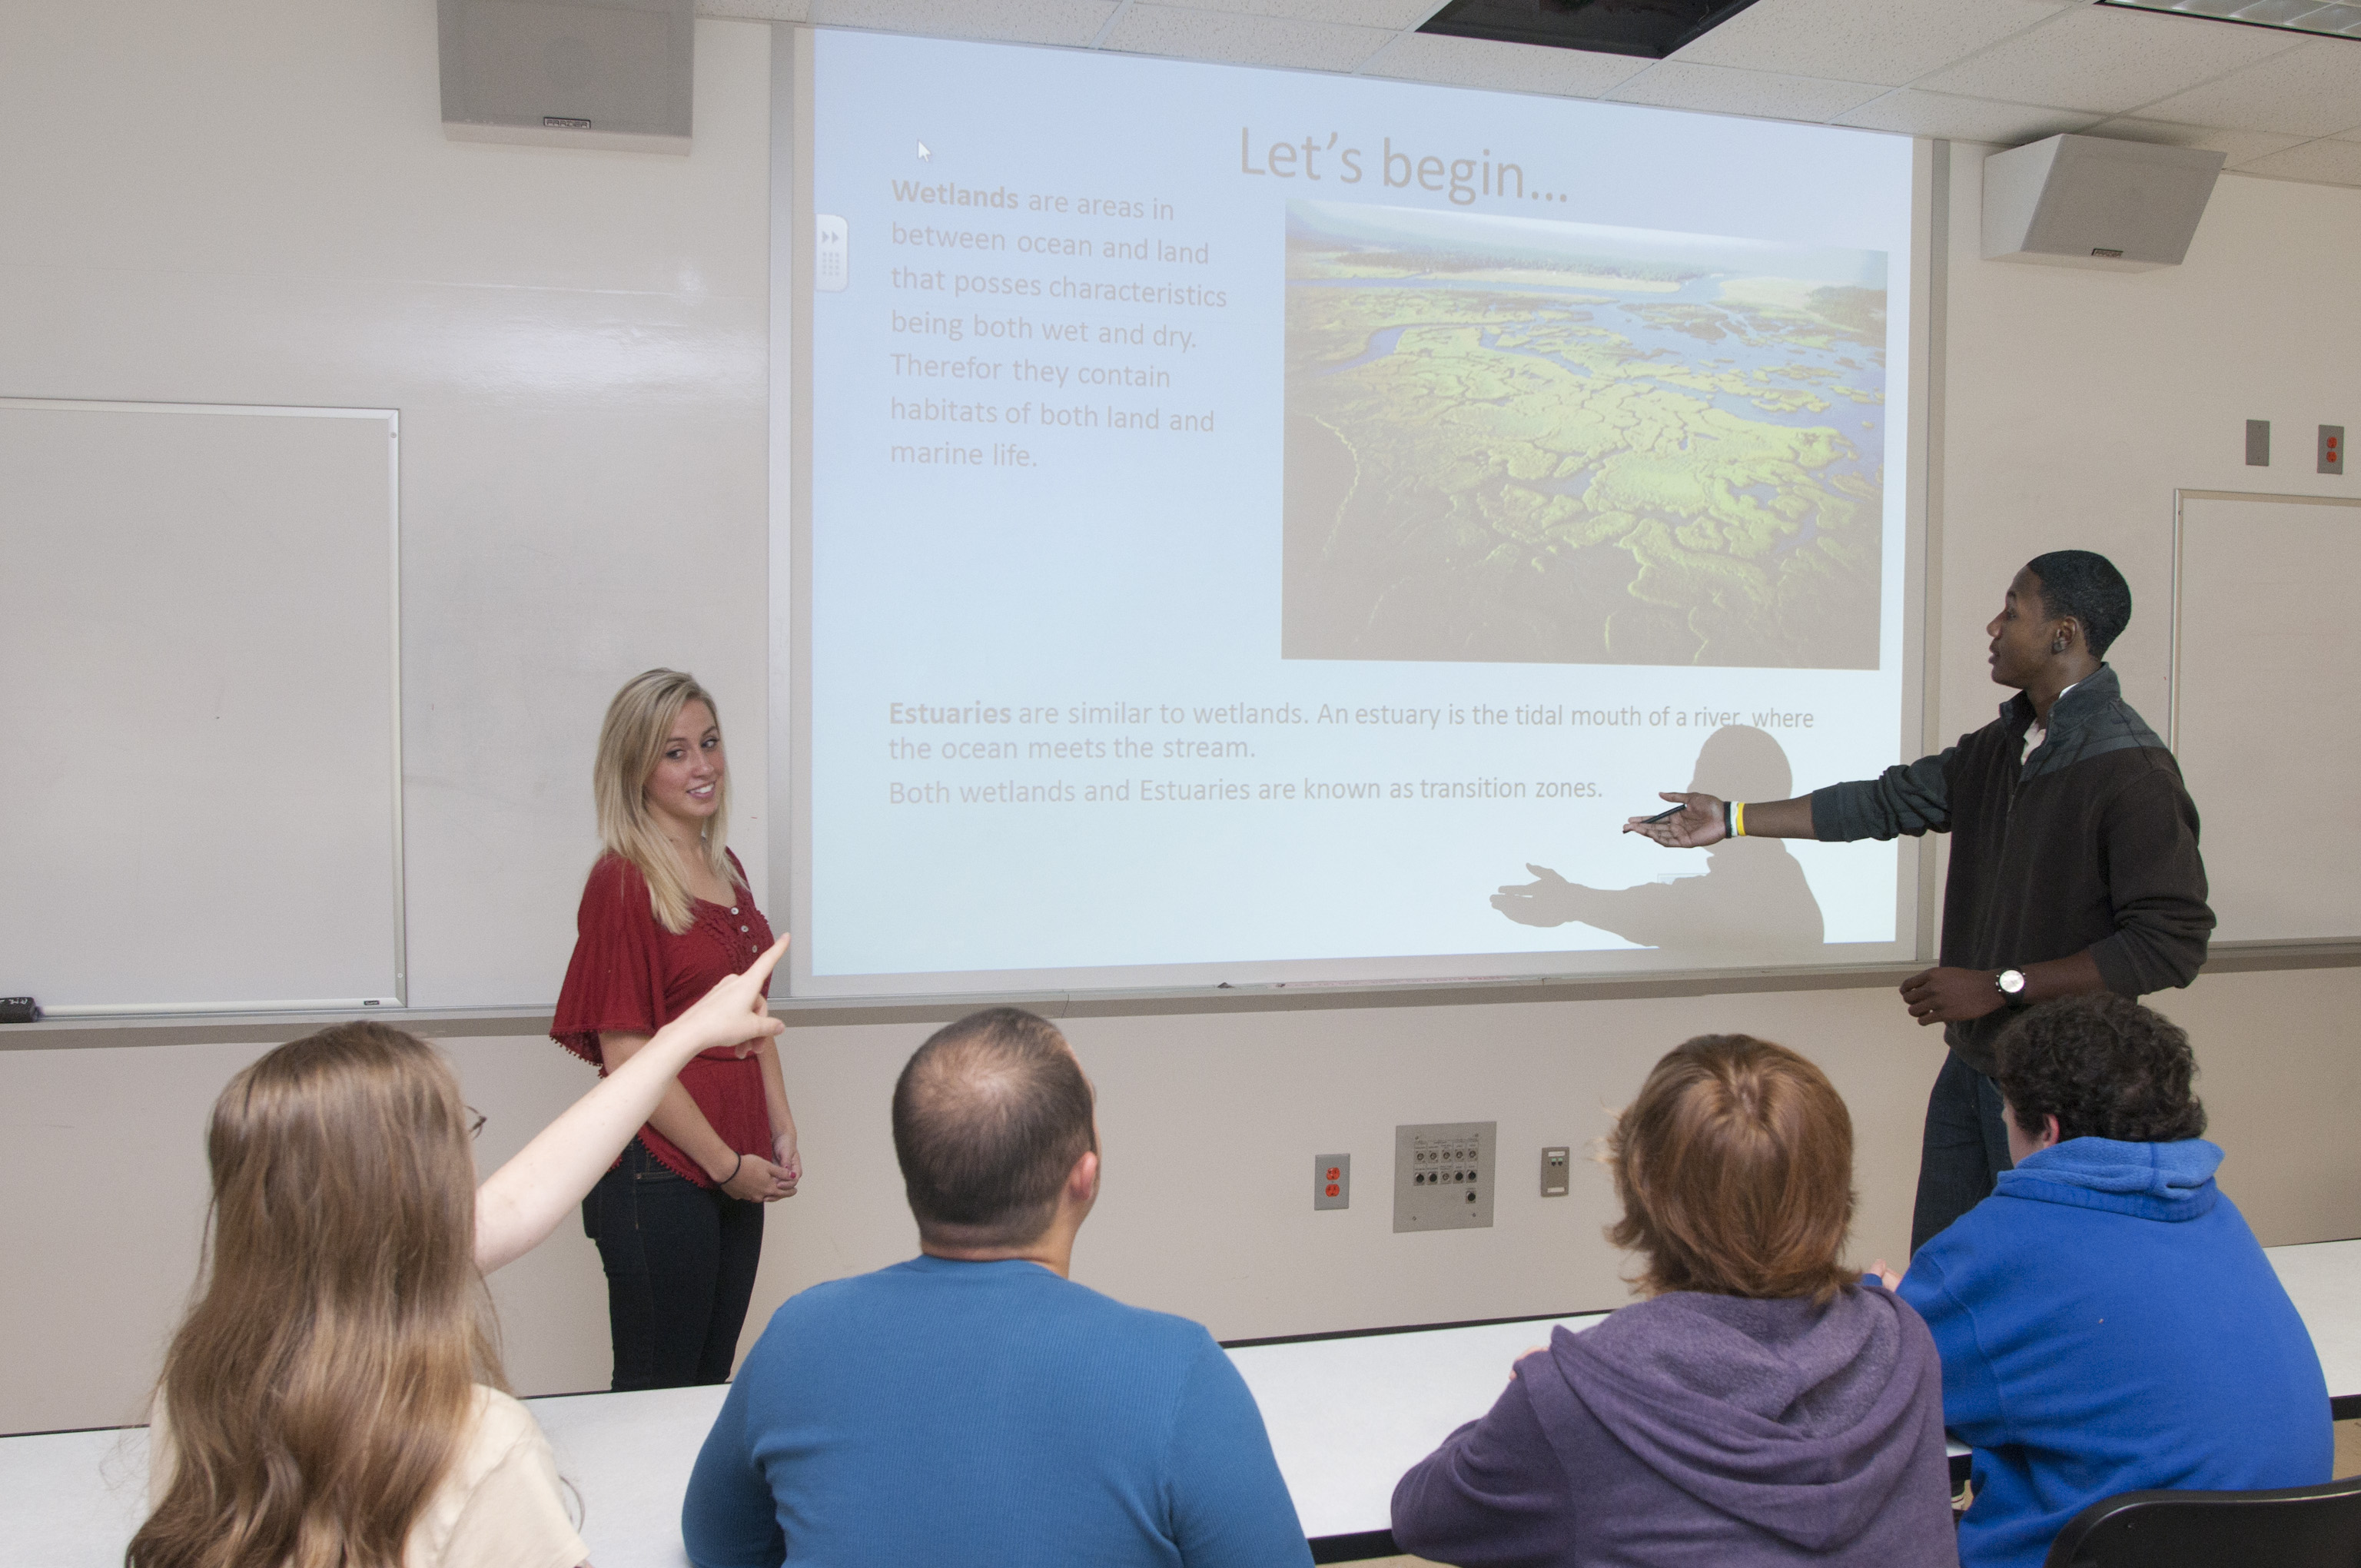 FRAZIER
Let's begin...
Wetlands are areas in
between ocean and land
that posses characteristics
being both wet and dry.
Therefor they contain
habitats of both land and
marine life.
Estuaries are similar to wetlands. An estuary is the tidal mouth of a river, where
the ocean meets the stream.
Both wetlands and Estuaries are known as transition zones.